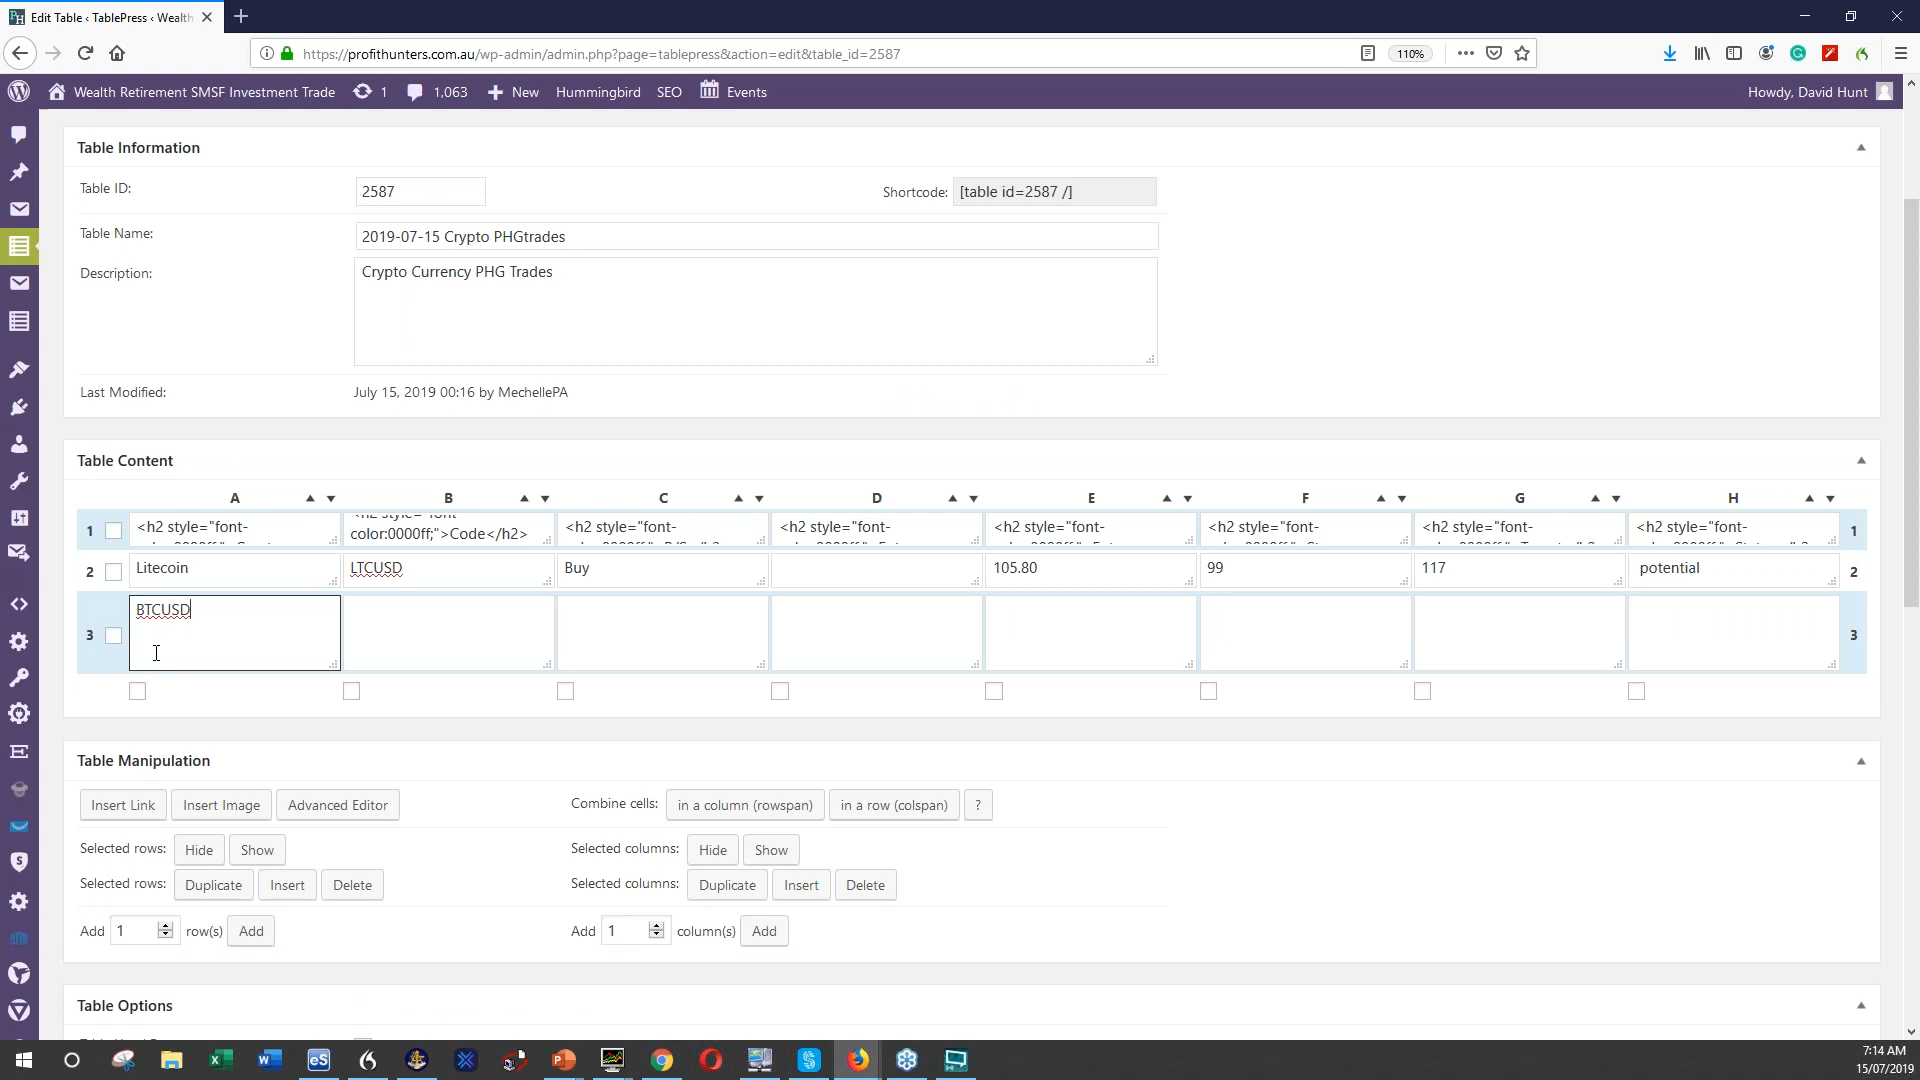 Edit Table ‹ TablePress ‹ Wealth
https://profithunters.com.au/wp-admin/admin.php?page=tablepress&action=edit&table_id=2587
110%
Wealth Retirement SMSF Investment Trade
1
1,063
New
Hummingbird
SEO
Events
Howdy, David Hunt
Table Information
Table ID:
2587
Shortcode:
[table id=2587 /]
Table Name:
2019-07-15 Crypto PHGtrades
Description:
Crypto Currency PHG Trades
Last Modified:
July 15, 2019 00:16 by MechellePA
Table Content
A B C D E F G H
1 <h2 style="font- color:0000ff;">Code</h2> <h2 style="font- <h2 style="font- <h2 style="font- <h2 style="font- <h2 style="font- <h2 style="font- 1
2 Litecoin LTCUSD Buy 105.80 99 117 potential 2
3 BTCUSD 3
Table Manipulation
Insert Link Insert Image Advanced Editor
Combine cells: in a column (rowspan) in a row (colspan) ?
Selected rows: Hide Show
Selected columns: Hide Show
Selected rows: Duplicate Insert Delete
Selected columns: Duplicate Insert Delete
Add 1 row(s) Add
Add 1 column(s) Add
Table Options
7:14 AM
15/07/2019